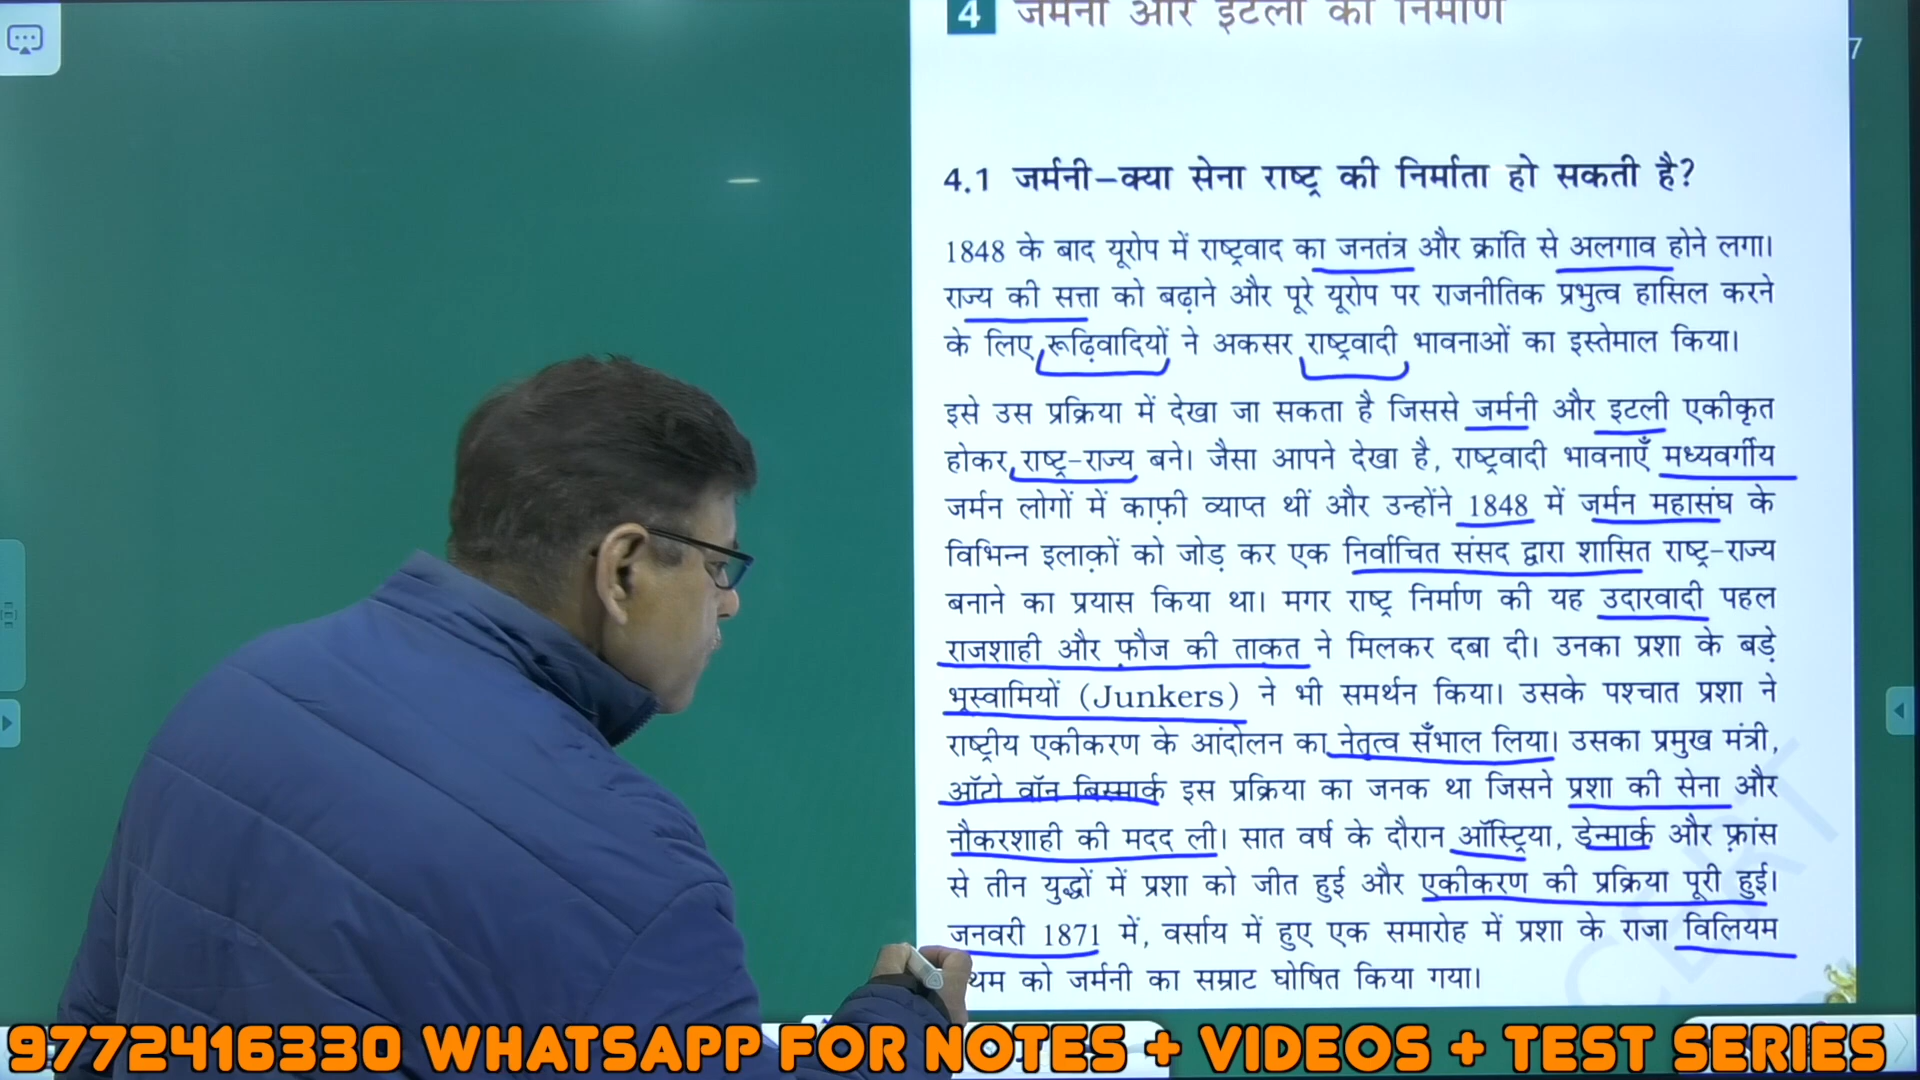 4 जर्मनी और इटली का निर्माण
7
4.1 जर्मनी–क्या सेना राष्ट्र की निर्माता हो सकती है?
1848 के बाद यूरोप में राष्ट्रवाद का जनतंत्र और क्रांति से अलगाव होने लगा।
राज्य की सत्ता को बढ़ाने और पूरे यूरोप पर राजनीतिक प्रभुत्व हासिल करने
के लिए रूढ़िवादियों ने अकसर राष्ट्रवादी भावनाओं का इस्तेमाल किया।
इसे उस प्रक्रिया में देखा जा सकता है जिससे जर्मनी और इटली एकीकृत
होकर राष्ट्र-राज्य बने। जैसा आपने देखा है, राष्ट्रवादी भावनाएँ मध्यवर्गीय
जर्मन लोगों में काफ़ी व्याप्त थीं और उन्होंने 1848 में जर्मन महासंघ के
विभिन्न इलाक़ों को जोड़ कर एक निर्वाचित संसद द्वारा शासित राष्ट्र-राज्य
बनाने का प्रयास किया था। मगर राष्ट्र निर्माण की यह उदारवादी पहल
राजशाही और फ़ौज की ताकत ने मिलकर दबा दी। उनका प्रशा के बड़े
भूस्वामियों (Junkers) ने भी समर्थन किया। उसके पश्चात प्रशा ने
राष्ट्रीय एकीकरण के आंदोलन का नेतृत्व सँभाल लिया। उसका प्रमुख मंत्री,
ऑटो वॉन बिस्मार्क इस प्रक्रिया का जनक था जिसने प्रशा की सेना और
नौकरशाही की मदद ली। सात वर्ष के दौरान ऑस्ट्रिया, डेन्मार्क और फ़्रांस
से तीन युद्धों में प्रशा को जीत हुई और एकीकरण की प्रक्रिया पूरी हुई।
जनवरी 1871 में, वर्साय में हुए एक समारोह में प्रशा के राजा विलियम
थम को जर्मनी का सम्राट घोषित किया गया।
9772416330 WHATSAPP FOR NOTES + VIDEOS + TEST SERIES